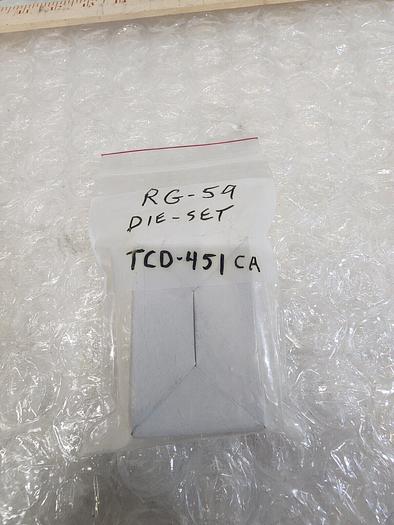 RG-59
DIE-SET
TCD-451 CA